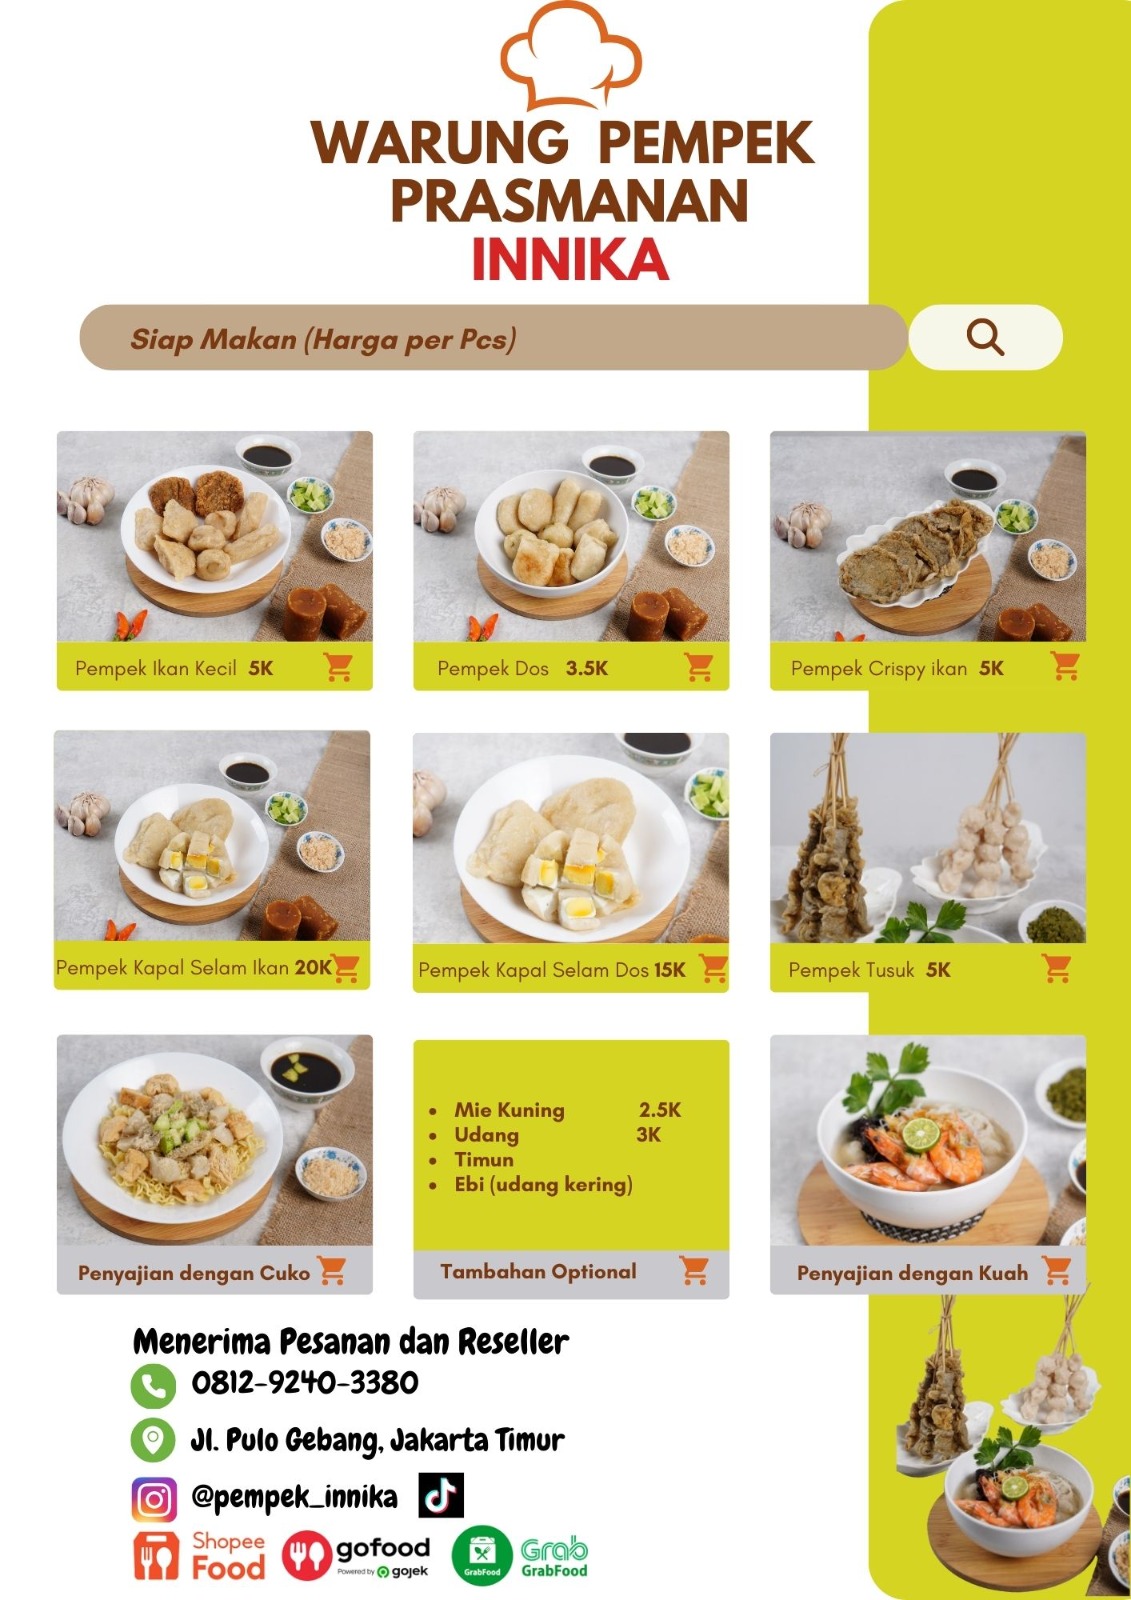 WARUNG PEMPEK
PRASMANAN
INNIKA
Siap Makan (Harga per Pcs)
Pempek Ikan Kecil 5K
Pempek Dos 3.5K
Pempek Crispy ikan 5K
Pempek Kapal Selam Ikan 20K
Pempek Kapal Selam Dos 15K
Pempek Tusuk 5K
• Mie Kuning 2.5K
• Udang 3K
• Timun
• Ebi (udang kering)
Penyajian dengan Cuko
Tambahan Optional
Penyajian dengan Kuah
Menerima Pesanan dan Reseller
0812-9240-3380
Jl. Pulo Gebang, Jakarta Timur
@pempek_innika
Shopee
Food
gofood
Powered by gojek
GrabFood
Grab
GrabFood